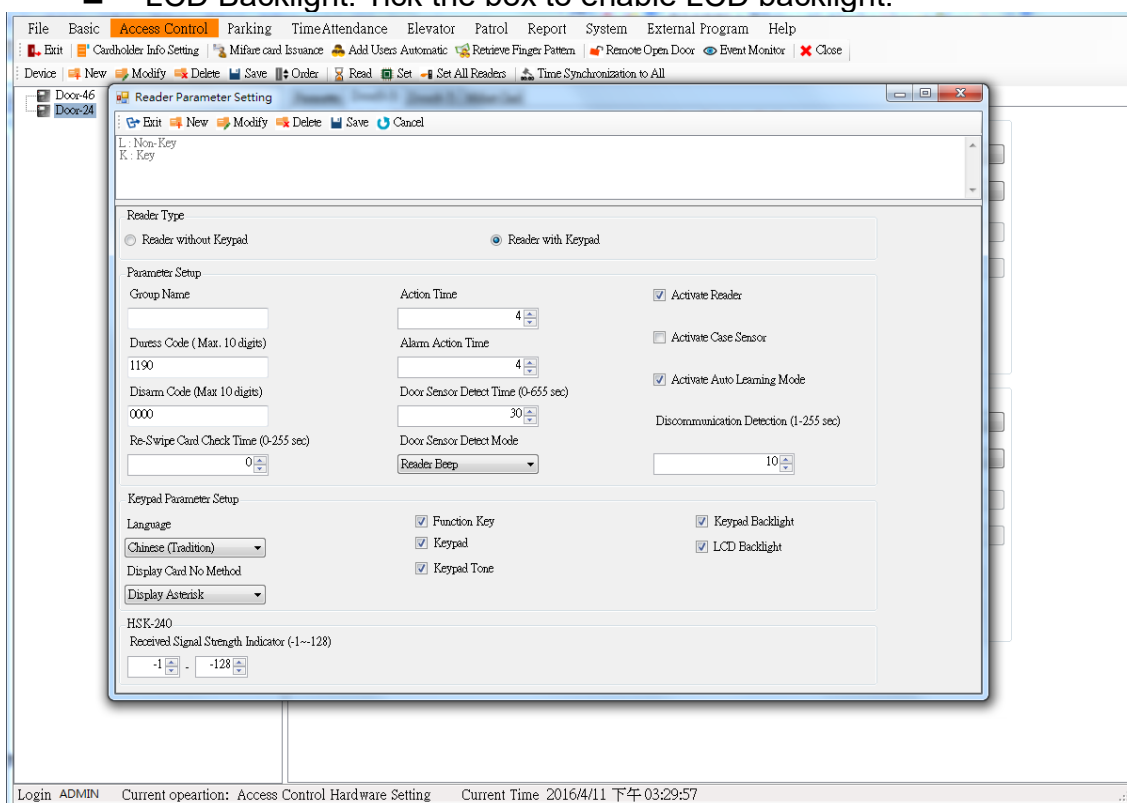 ■ LCD Backlight: Tick the box to enable LCD backlight.
File Basic Access Control Parking TimeAttendance Elevator Patrol Report System External Program Help
Exit Cardholder Info Setting Mifare card Issuance Add Users Automatic Retrieve Finger Pattern Remote Open Door Event Monitor Close
Device New Modify Delete Save Order Read Set Set All Readers Time Synchronization to All
Door-46
Door-24
Reader Parameter Setting
Exit New Modify Delete Save Cancel
L : Non-Key
K : Key
Reader Type
Reader without Keypad Reader with Keypad
Parameter Setup
Group Name Action Time Activate Reader
4
Duress Code ( Max. 10 digits) Alarm Action Time Activate Case Sensor
1190 4
Disarm Code (Max 10 digits) Door Sensor Detect Time (0-655 sec) Activate Auto Learning Mode
0000 30 Discommunication Detection (1-255 sec)
Re-Swipe Card Check Time (0-255 sec) Door Sensor Detect Mode
0 Reader Beep 10
Keypad Parameter Setup
Language Function Key Keypad Backlight
Chinese (Tradition) Keypad LCD Backlight
Display Card No Method Keypad Tone
Display Asterisk
HSK-240
Received Signal Strength Indicator (-1~-128)
-1 - -128
Login ADMIN Current opeartion: Access Control Hardware Setting Current Time 2016/4/11 下午 03:29:57